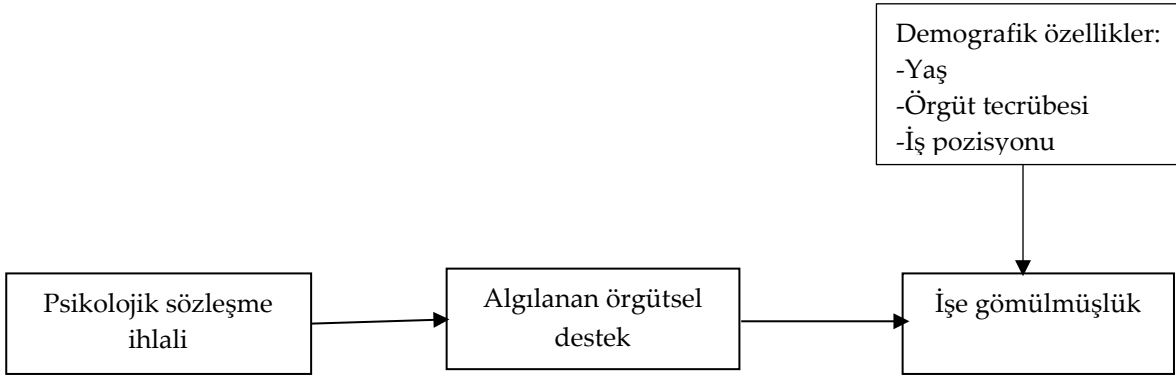 Demografik özellikler:
-Yaş
-Örgüt tecrübesi
-İş pozisyonu
Psikolojik sözleşme
ihlali
Algılanan örgütsel
destek
İşe gömülmüşlük